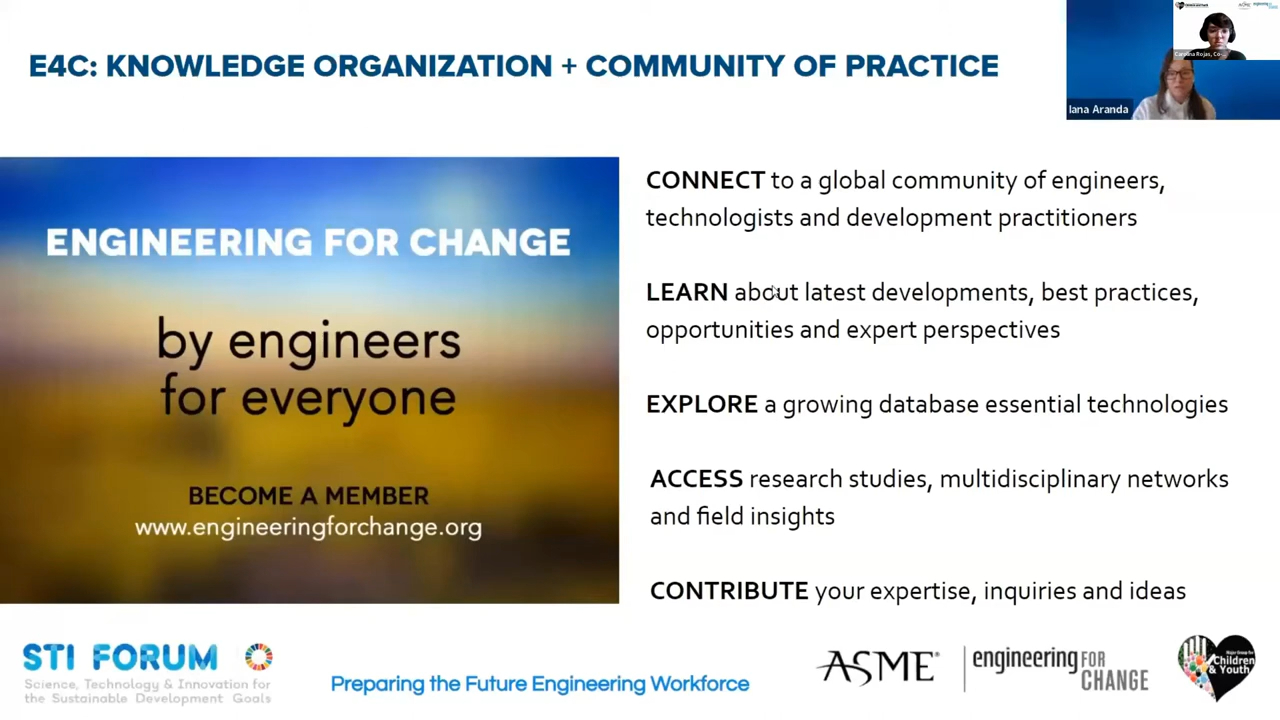 E4C: KNOWLEDGE ORGANIZATION + COMMUNITY OF PRACTICE
Iana Aranda
ENGINEERING FOR CHANGE
by engineers
for everyone
BECOME A MEMBER
www.engineeringforchange.org
CONNECT to a global community of engineers,
technologists and development practitioners
LEARN about latest developments, best practices,
opportunities and expert perspectives
EXPLORE a growing database essential technologies
ACCESS research studies, multidisciplinary networks
and field insights
CONTRIBUTE your expertise, inquiries and ideas
STI FORUM
Science, Technology & Innovation for
the Sustainable Development Goals
Preparing the Future Engineering Workforce
ASME
engineering FOR
CHANGE
Major Group for
Children
& Youth